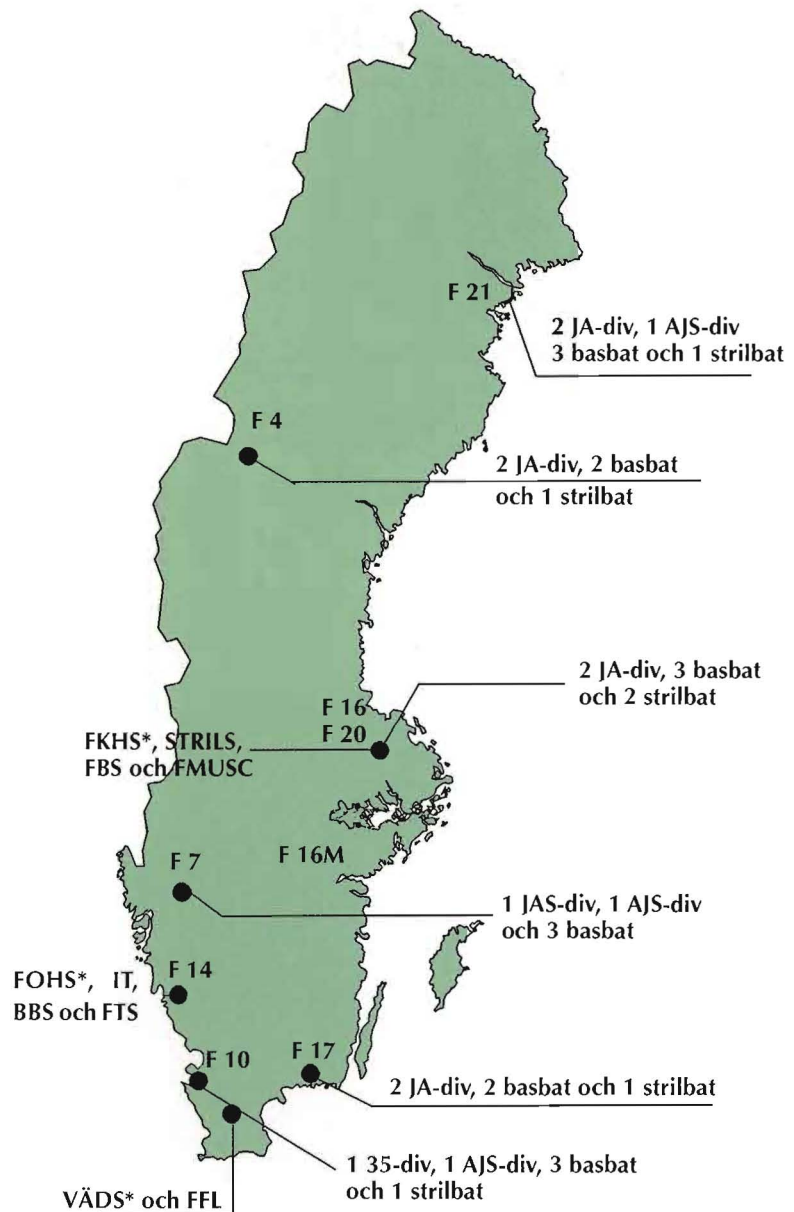 F 21
2 JA-div, 1 AJS-div
3 basbat och 1 strilbat
F 4
2 JA-div, 2 basbat
och 1 strilbat
2 JA-div, 3 basbat
och 2 strilbat
F 16
F 20
FKHS*, STRILS,
FBS och FMUSC
F 16M
F 7
1 JAS-div, 1 AJS-div
och 3 basbat
F 14
FOHS*, IT,
BBS och FTS
F 10
F 17
2 JA-div, 2 basbat och 1 strilbat
1 35-div, 1 AJS-div, 3 basbat
och 1 strilbat
VÄDS* och FFL